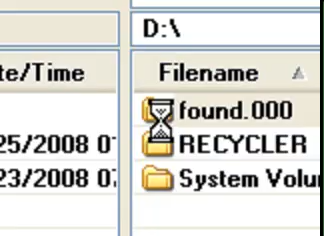 D:\
te/Time Filename
found.000
25/2008 0 RECYCLER
23/2008 0 System Volu